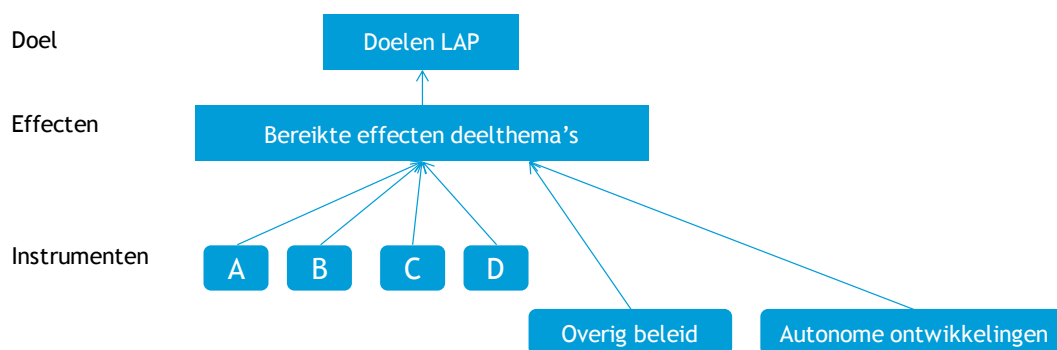 Doel
Doelen LAP
Effecten
Bereikte effecten deelthema's
Instrumenten
A B C D
Overig beleid
Autonome ontwikkelingen